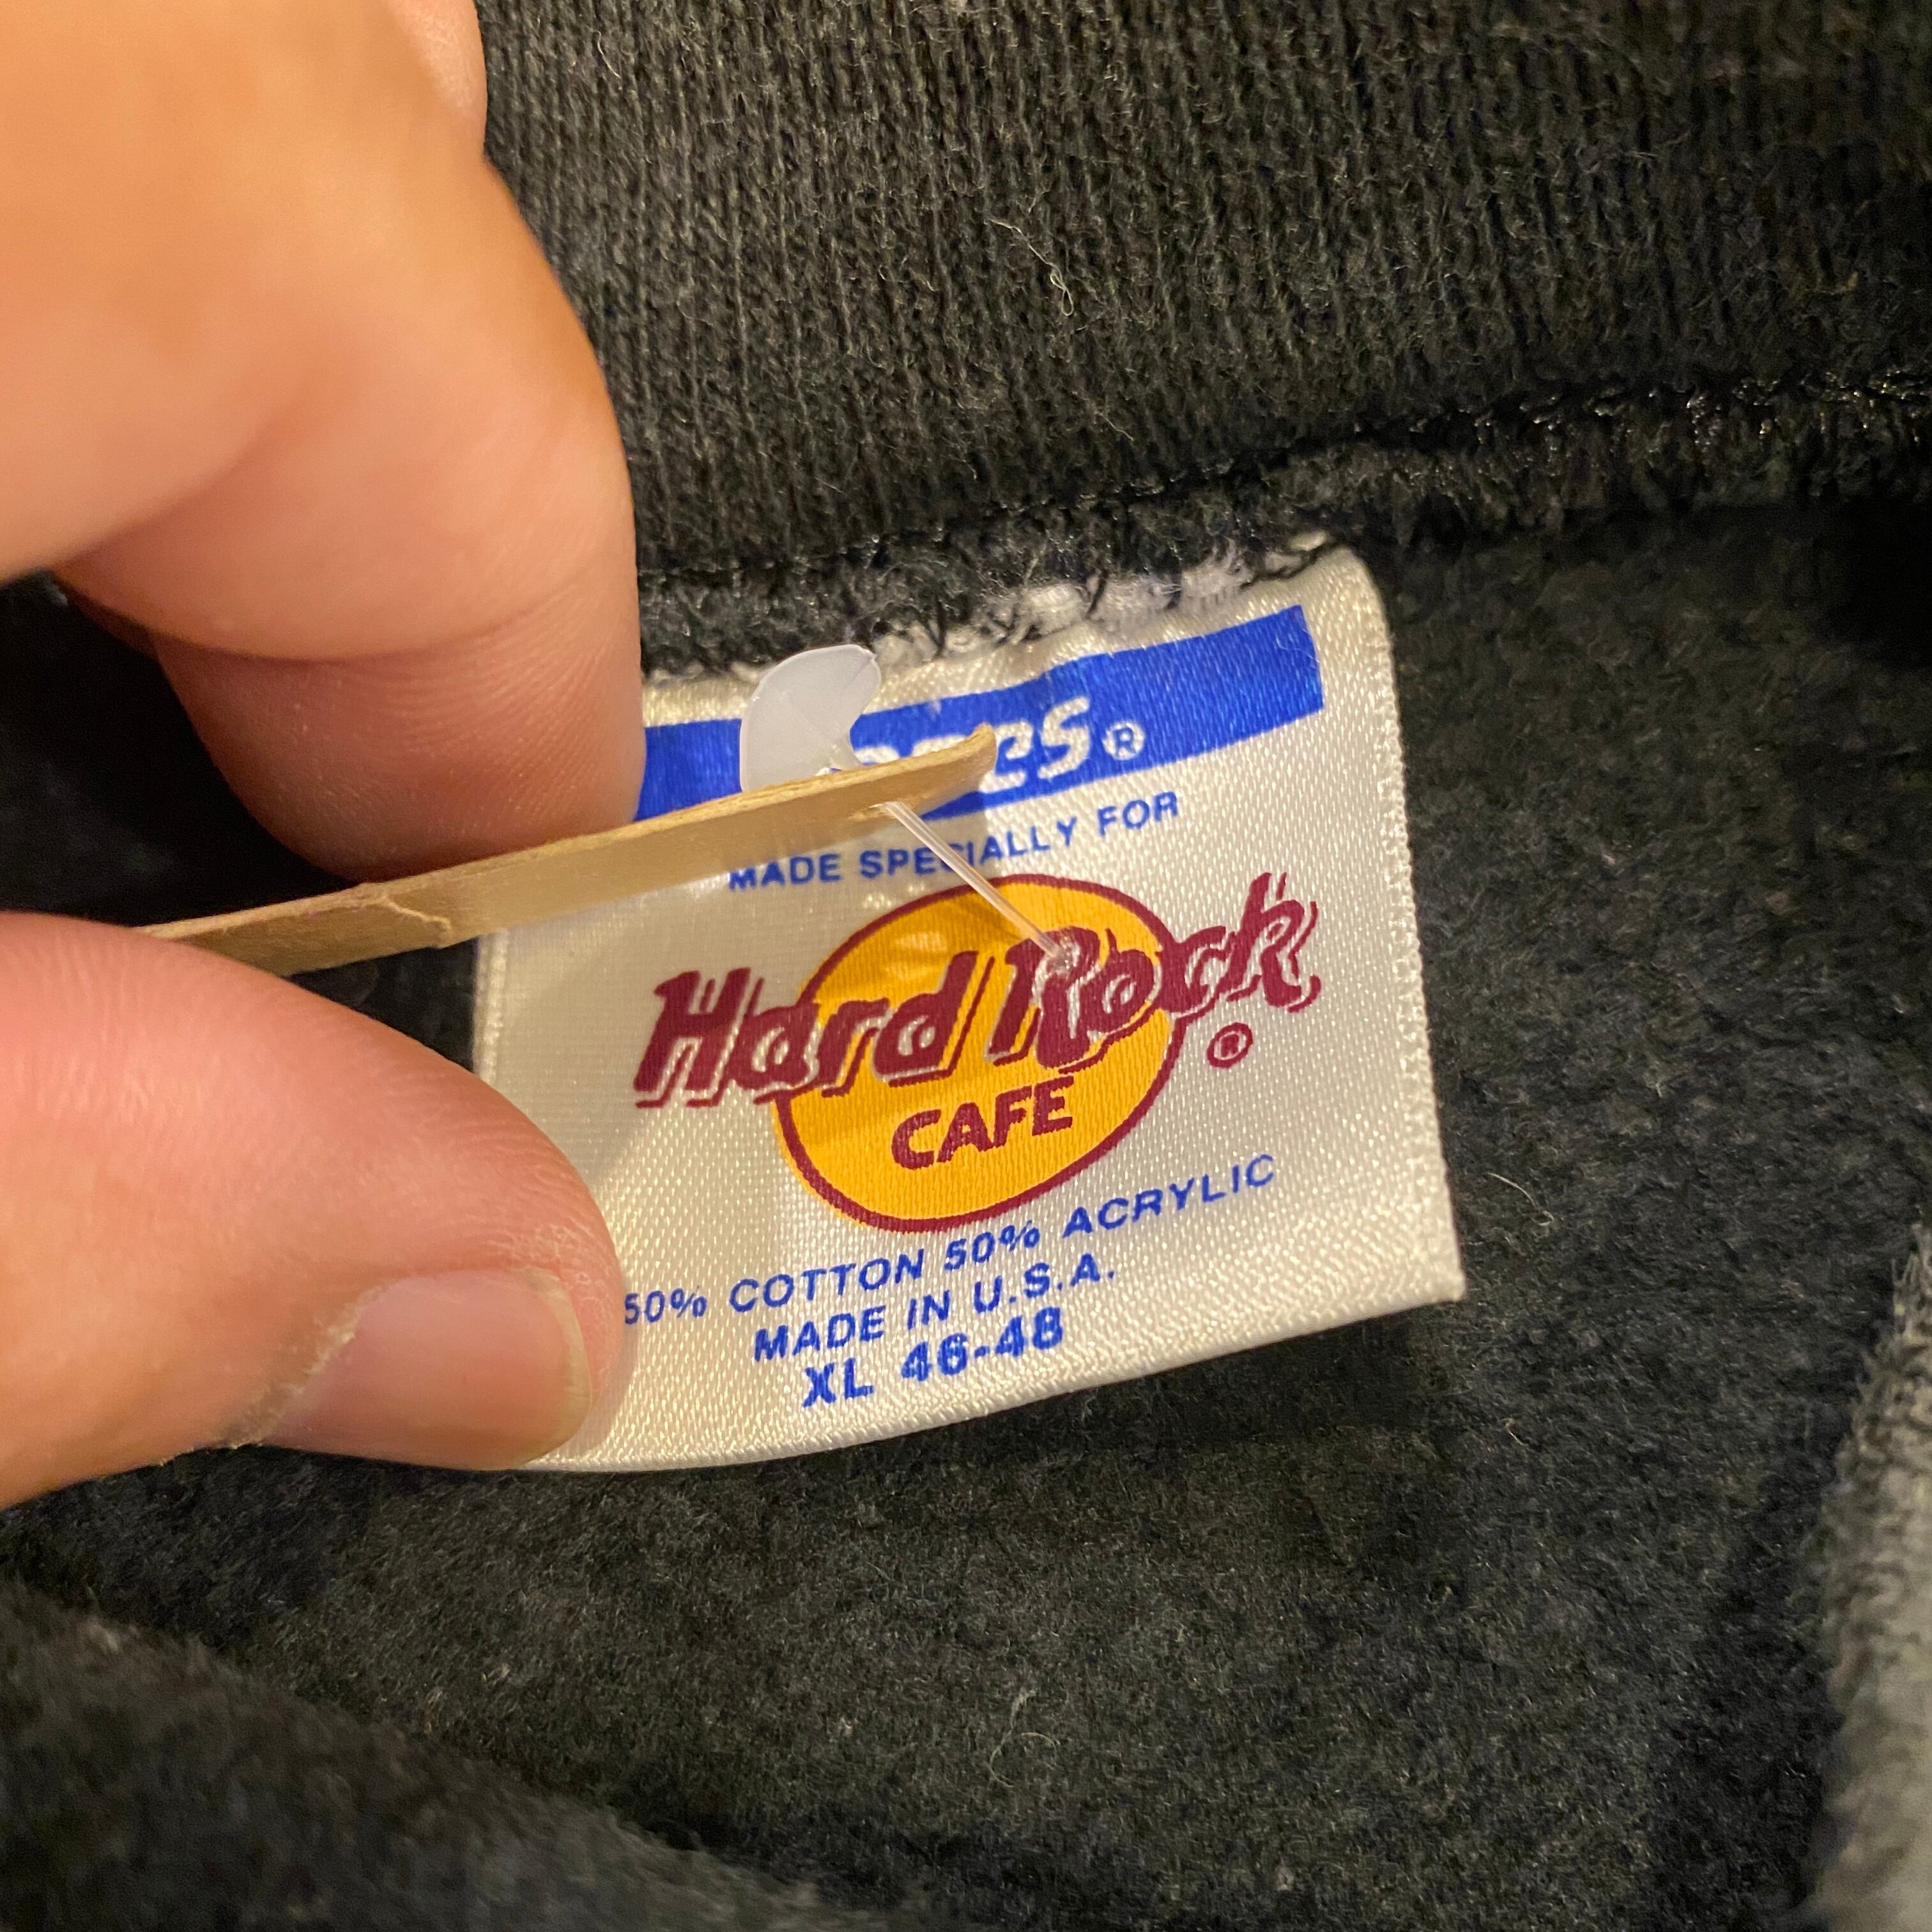 ®
MADE SPECIALLY FOR
Hard Rock ®
CAFE
50% COTTON 50% ACRYLIC
MADE IN U.S.A.
XL 46-48